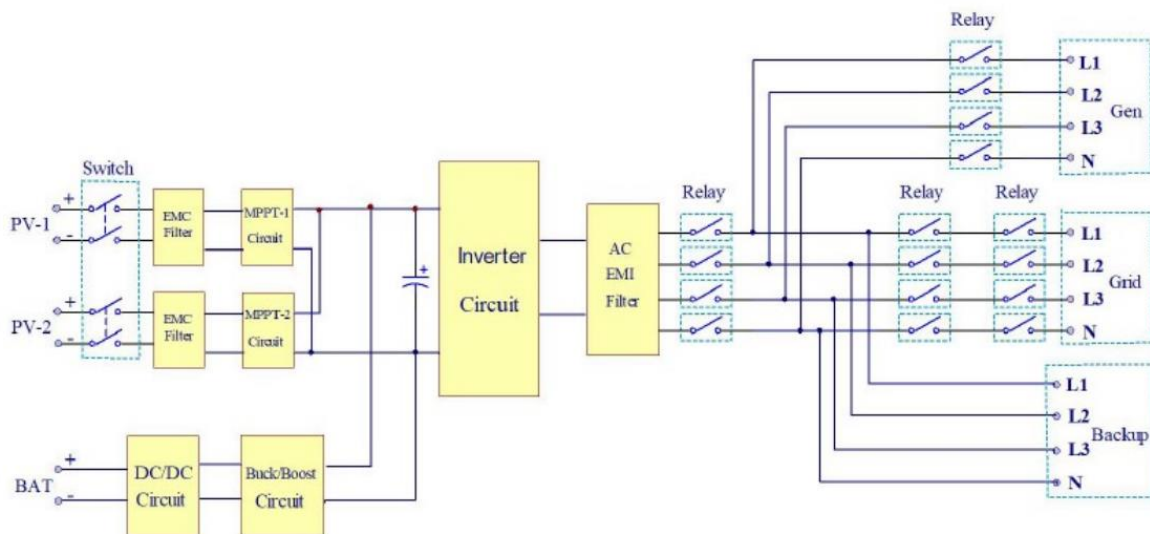 Relay
L1
L2
Gen
L3
N
Switch
+
PV-1
-
EMC
Filter
MPPT-1
Circuit
+
PV-2
-
EMC
Filter
MPPT-2
Circuit
+
Inverter
Circuit
AC
EMI
Filter
Relay
Relay
Relay
L1
L2
Grid
L3
N
L1
L2
Backup
L3
N
+
BAT
-
DC/DC
Circuit
Buck/Boost
Circuit